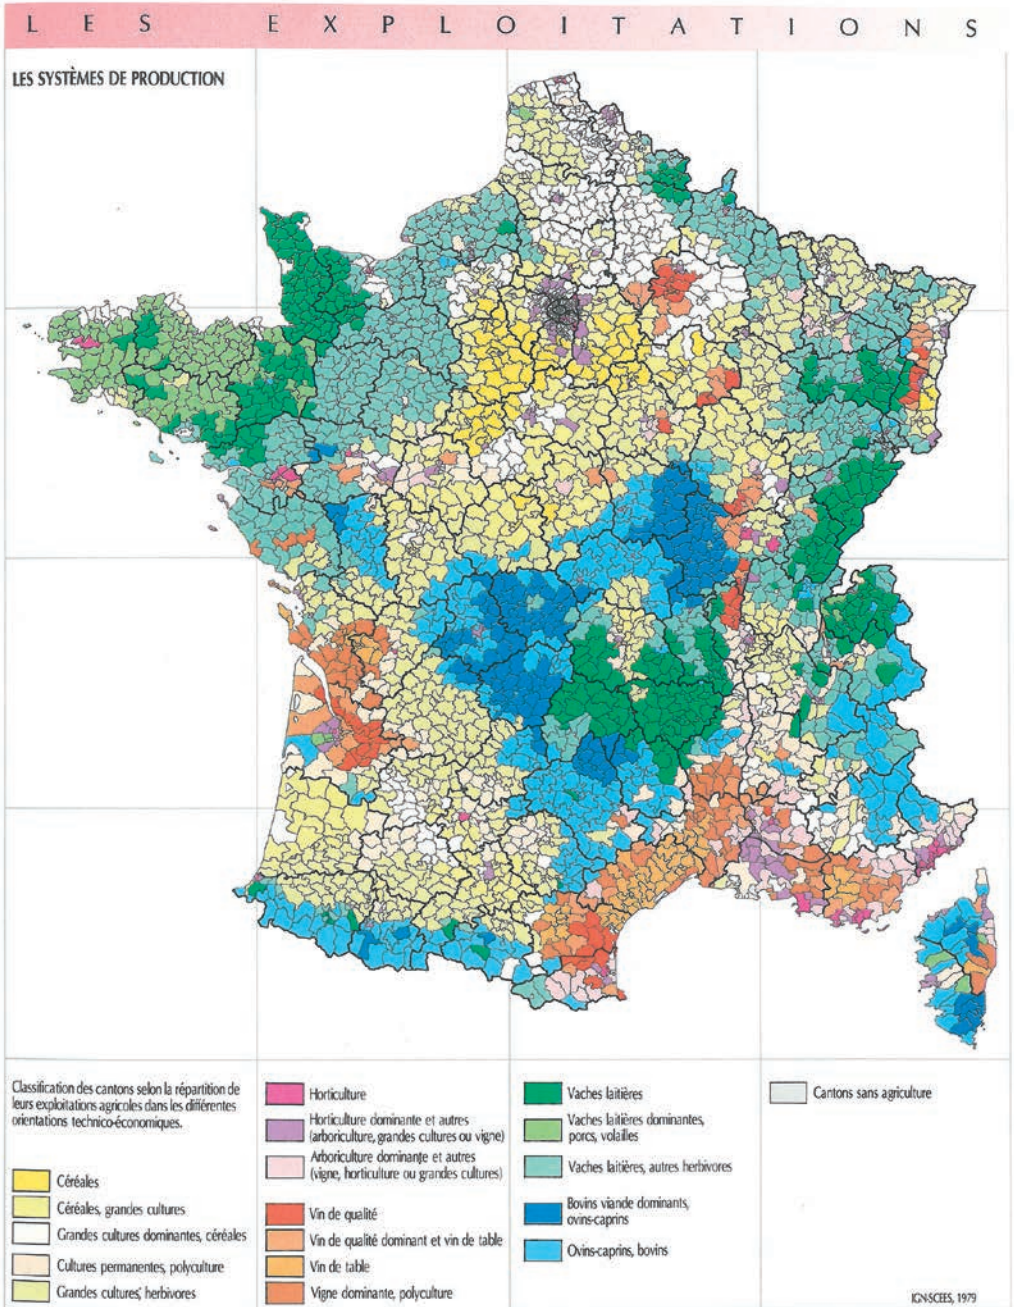 LES EXPLOITATIONS
LES SYSTÈMES DE PRODUCTION
Classification des cantons selon la répartition de
leurs exploitations agricoles dans les différentes
orientations technico-économiques.
Céréales
Céréales, grandes cultures
Grandes cultures dominantes, céréales
Cultures permanentes, polyculture
Grandes cultures, herbivores
Horticulture
Horticulture dominante et autres
(arboriculture, grandes cultures ou vigne)
Arboriculture dominante et autres
(vigne, horticulture ou grandes cultures)
Vin de qualité
Vin de qualité dominant et vin de table
Vin de table
Vigne dominante, polyculture
Vaches laitières
Vaches laitières dominantes,
porcs, volailles
Vaches laitières, autres herbivores
Bovins viande dominants,
ovins-caprins
Ovins-caprins, bovins
Cantons sans agriculture
IGN-SCEES, 1979